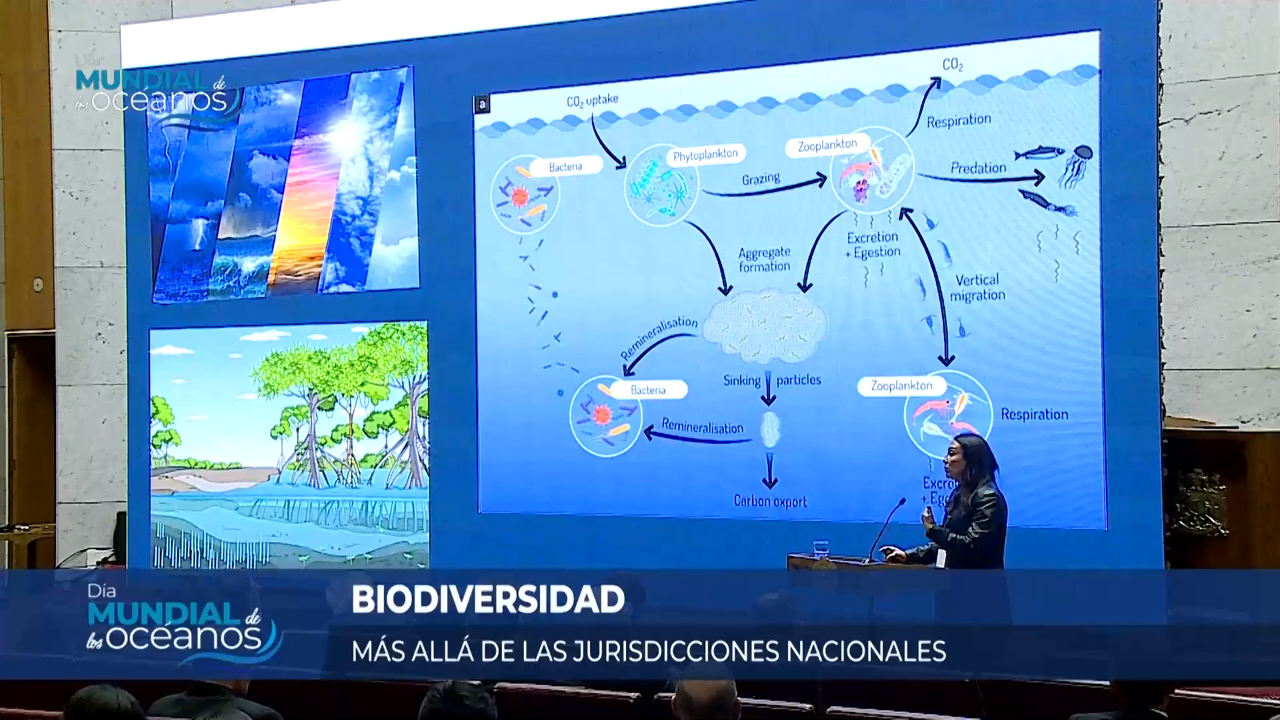 Día
MUNDIAL de
los océanos
a
CO₂ uptake
CO₂
Respiration
Bacteria
Phytoplankton
Zooplankton
Grazing
Predation
Aggregate
formation
Excretion
+ Egestion
Vertical
migration
Remineralisation
Bacteria
Sinking particles
Zooplankton
Respiration
Remineralisation
Carbon export
Día
MUNDIAL de
los océanos
BIODIVERSIDAD
MÁS ALLÁ DE LAS JURISDICCIONES NACIONALES